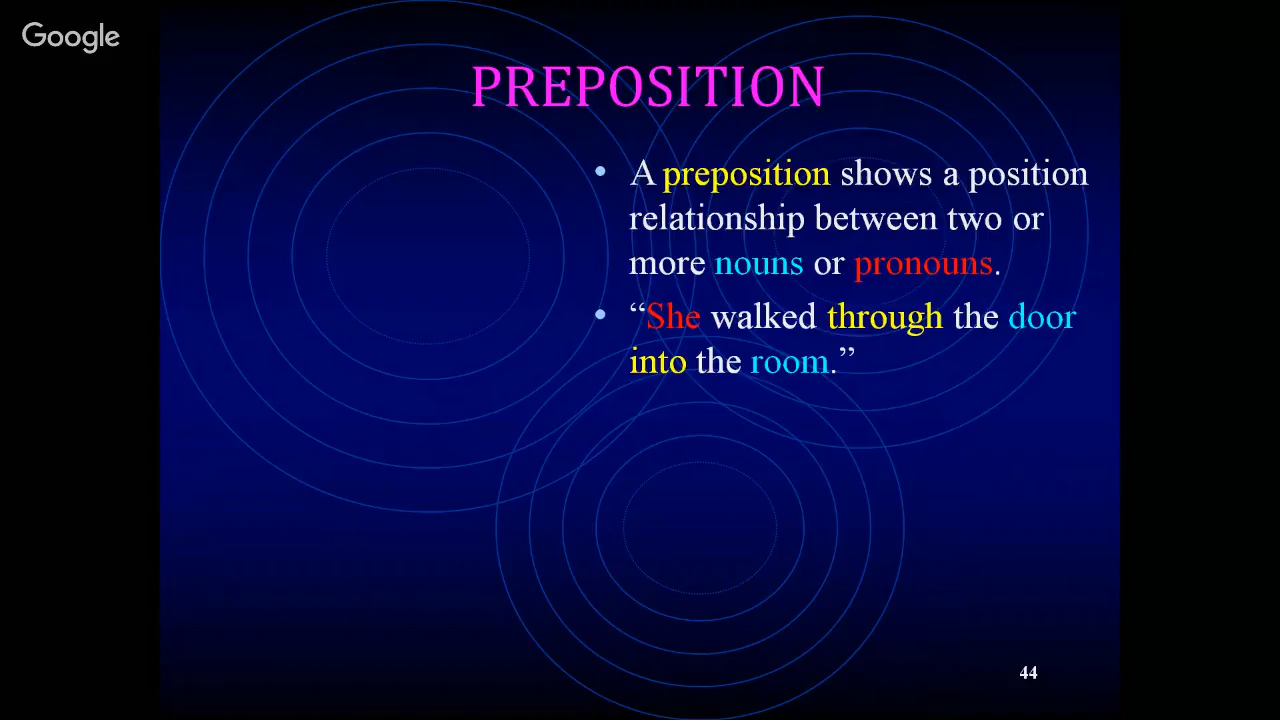 Google
PREPOSITION
• A preposition shows a position
relationship between two or
more nouns or pronouns.
• “She walked through the door
into the room.”
44